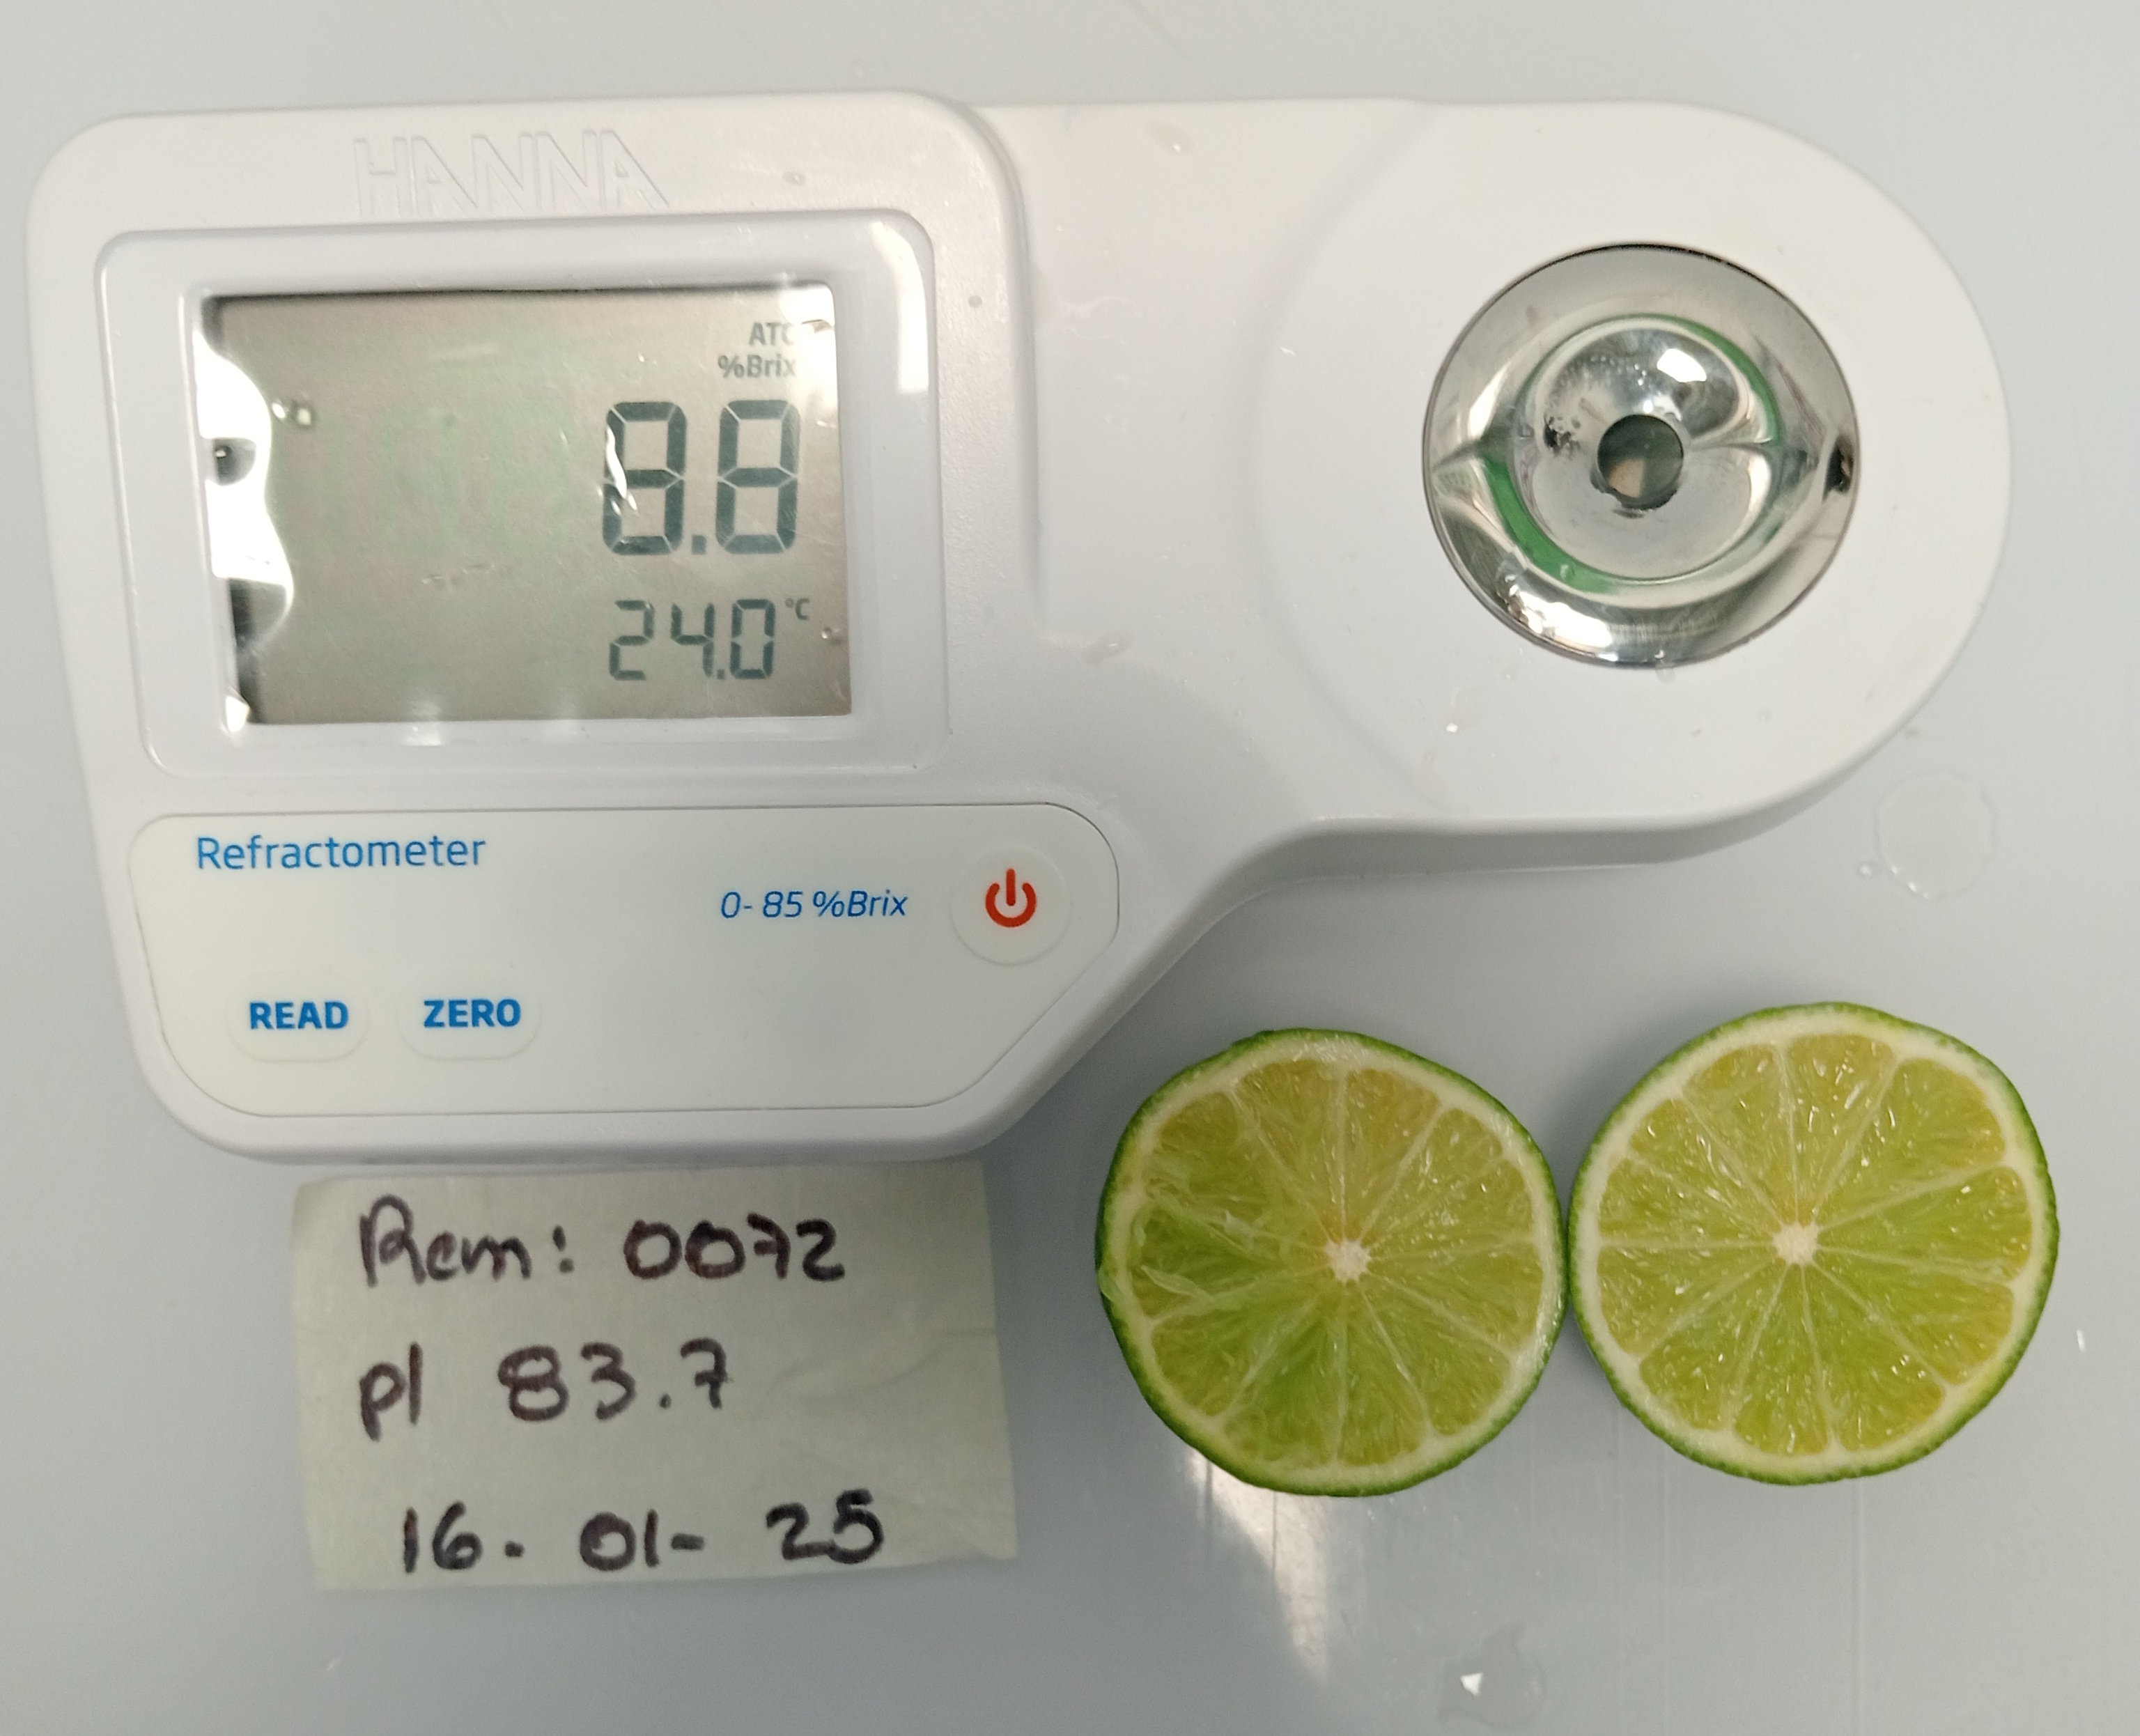 HANNA
ATC
%Brix
8.8
24.0 °C
Refractometer
0-85 %Brix
READ ZERO
Rem: 0072
pl 83.7
16-01-25